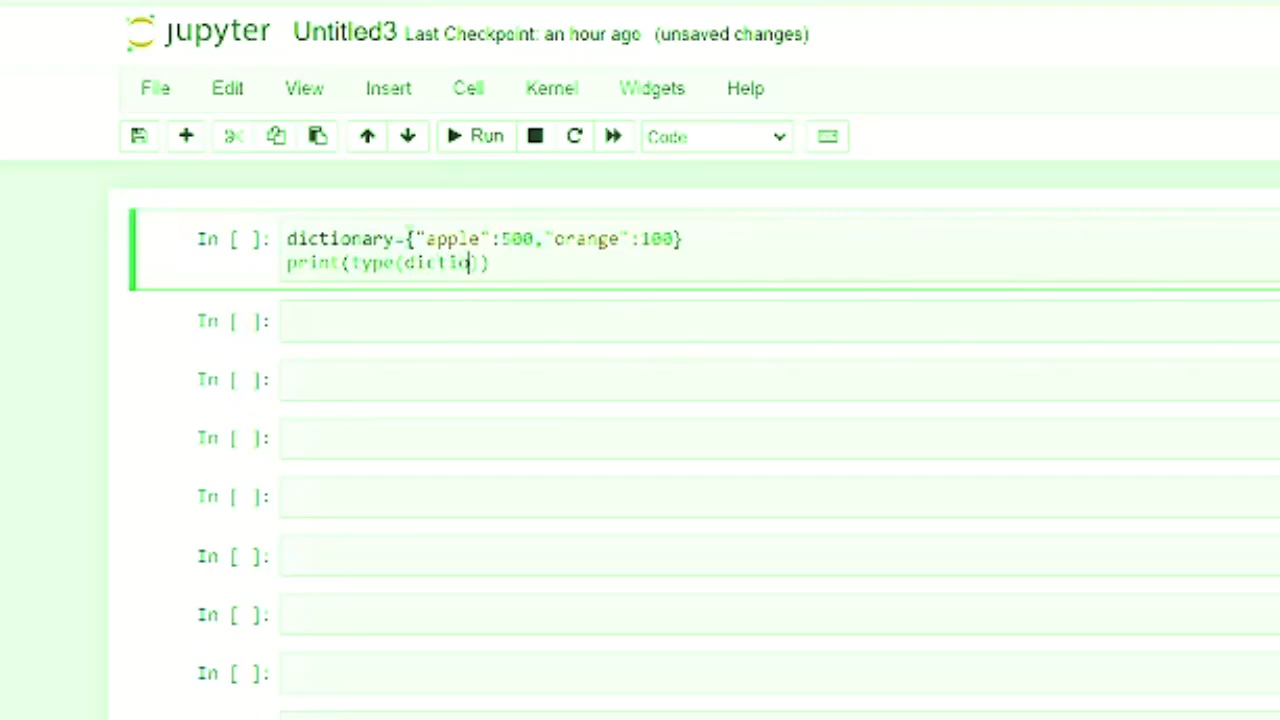 jupyter Untitled3 Last Checkpoint: an hour ago (unsaved changes)
File Edit View Insert Cell Kernel Widgets Help
Run Code
In [ ]: dictionary={"apple":500,"orange":100}
print(type(dictio))
In [ ]:
In [ ]:
In [ ]:
In [ ]:
In [ ]:
In [ ]:
In [ ]: